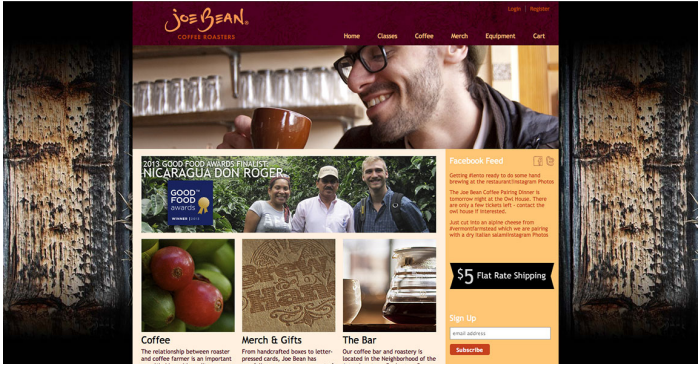 Login | Register
JOE BEAN®
COFFEE ROASTERS
Home Classes Coffee Merch Equipment Cart
2013 GOOD FOOD AWARDS FINALIST
NICARAGUA DON ROGER
GOOD
FOOD
awards
WINNER | 2013
Facebook Feed
Getting #lento ready to do some hand
brewing at the restaurant!Instagram Photos
The Joe Bean Coffee Pairing Dinner is
tomorrow night at the Owl House. There
are only a few tickets left - contact the
owl house if interested.
Just cut into an alpine cheese from
#vermontfarmstead which we are pairing
with a dry italian salamiInstagram Photos
$5 Flat Rate Shipping
Sign Up
email address
Subscribe
Coffee
The relationship between roaster
and coffee farmer is an important
Merch & Gifts
From handcrafted boxes to letter-
pressed cards, Joe Bean has
The Bar
Our coffee bar and roastery is
located in the Neighborhood of the